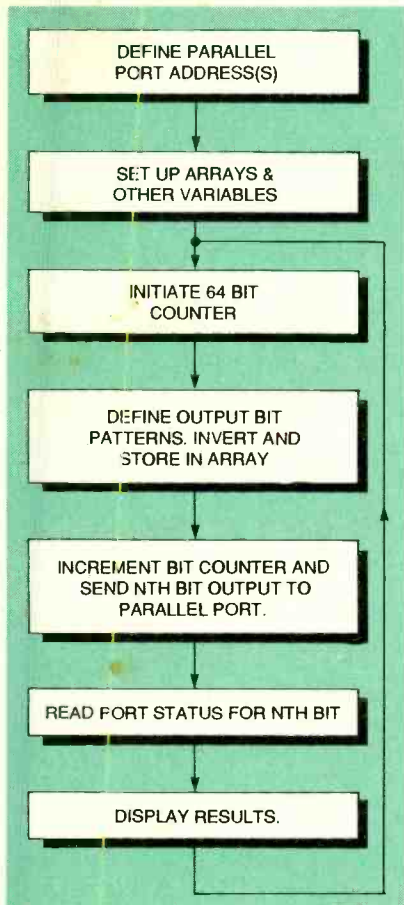 DEFINE PARALLEL
PORT ADDRESS(S)
SET UP ARRAYS &
OTHER VARIABLES
INITIATE 64 BIT
COUNTER
DEFINE OUTPUT BIT
PATTERNS. INVERT AND
STORE IN ARRAY
INCREMENT BIT COUNTER AND
SEND NTH BIT OUTPUT TO
PARALLEL PORT.
READ PORT STATUS FOR NTH BIT
DISPLAY RESULTS.